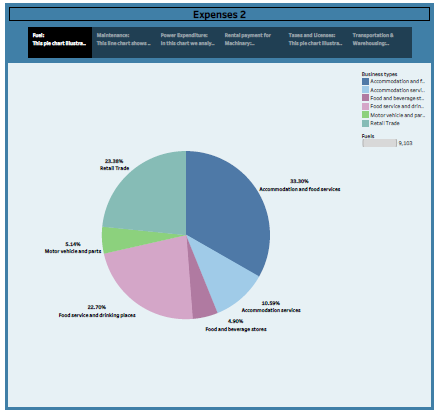 Expenses 2
Fuel:
This pie chart illustra..
Maintenance:
This line chart shows ..
Power Expenditure:
In this chart we analy..
Rental payment for
Machinery:..
Taxes and Licenses:
This pie chart illustra..
Transportation &
Warehousing:..
Business types
Accommodation and f..
Accommodation servi..
Food and beverage st..
Food service and drin..
Motor vehicle and par..
Retail Trade
Fuels
9,103
23.38%
Retail Trade
33.30%
Accommodation and food services
5.14%
Motor vehicle and parts
10.59%
Accommodation services
22.70%
Food service and drinking places
4.90%
Food and beverage stores